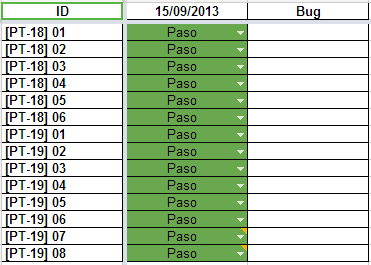 ID 15/09/2013 Bug
[PT-18] 01 Paso
[PT-18] 02 Paso
[PT-18] 03 Paso
[PT-18] 04 Paso
[PT-18] 05 Paso
[PT-18] 06 Paso
[PT-19] 01 Paso
[PT-19] 02 Paso
[PT-19] 03 Paso
[PT-19] 04 Paso
[PT-19] 05 Paso
[PT-19] 06 Paso
[PT-19] 07 Paso
[PT-19] 08 Paso